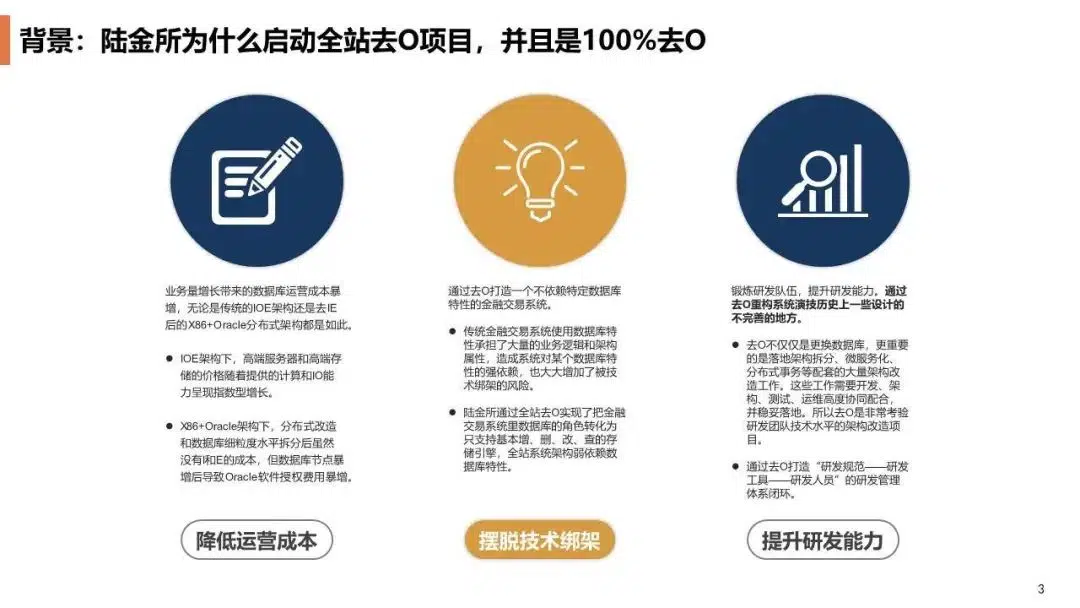 背景：陆金所为什么启动全站去O项目，并且是100%去O
业务量增长带来的数据库运营成本暴
增，无论是传统的IOE架构还是去IE
后的X86+Oracle分布式架构都是如此。
● IOE架构下，高端服务器和高端存
储的价格随着提供的计算和IO能
力呈现指数型增长。
● X86+Oracle架构下，分布式改造
和数据库细粒度水平拆分后虽然
没有I和E的成本，但数据库节点暴
增后导致Oracle软件授权费用暴增。
降低运营成本
通过去O打造一个不依赖特定数据库
特性的金融交易系统。
● 传统金融交易系统使用数据库特
性承担了大量的业务逻辑和架构
属性，造成系统对某个数据库特
性的强依赖，也大大增加了被技
术绑架的风险。
● 陆金所通过全站去O实现了把金融
交易系统里数据库的角色转化为
只支持基本增、删、改、查的存
储引擎，全站系统架构弱依赖数
据库特性。
摆脱技术绑架
锻炼研发队伍，提升研发能力。通过
去O重构系统演技历史上一些设计的
不完善的地方。
● 去O不仅仅是更换数据库，更重要
的是落地架构拆分、微服务化、
分布式事务等配套的大量架构改
造工作。这些工作需要开发、架
构、测试、运维高度协同配合，
并稳妥落地。所以去O是非常考验
研发团队技术水平的架构改造项
目。
● 通过去O打造“研发规范——研发
工具——研发人员”的研发管理
体系闭环。
提升研发能力
3